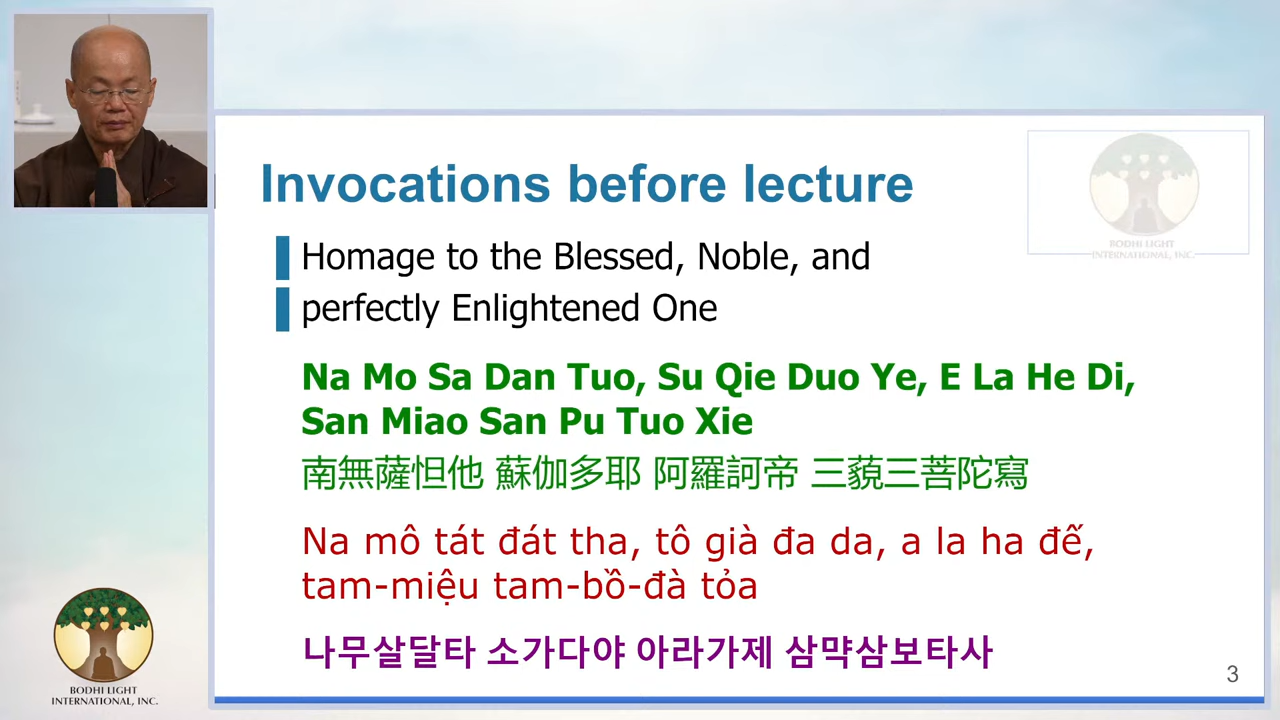 Invocations before lecture
BODHI LIGHT
INTERNATIONAL, INC.
Homage to the Blessed, Noble, and
perfectly Enlightened One
Na Mo Sa Dan Tuo, Su Qie Duo Ye, E La He Di,
San Miao San Pu Tuo Xie
南無薩怛他 蘇伽多耶 阿羅訶帝 三藐三菩陀寫
Na mô tát đát tha, tô già đa da, a la ha đế,
tam-miệu tam-bồ-đà tỏa
나무살달타 소가다야 아라가제 삼먁삼보타사
3
BODHI LIGHT
INTERNATIONAL, INC.